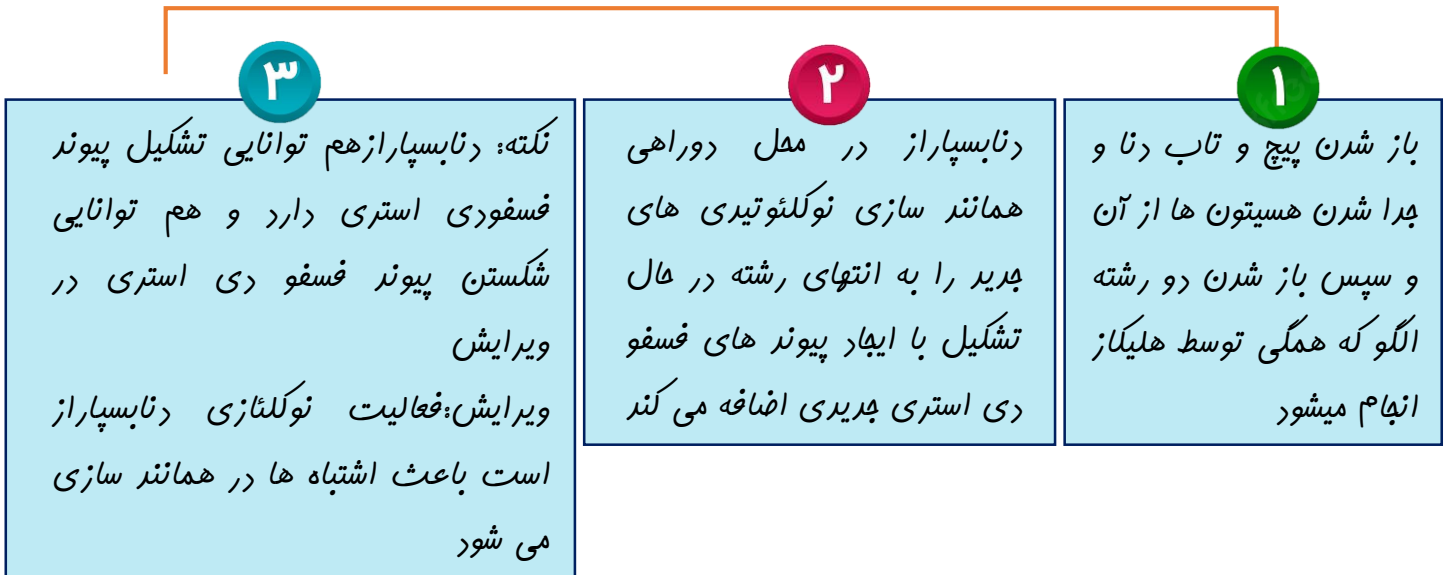 ۱
باز شدن پیچ و تاب دنا و
جدا شدن هسیتون ها از آن
و سپس باز شدن دو رشته
الگو که همگی توسط هلیکاز
انجام میشود
۲
دنابسپاراز در محل دوراهی
همانند سازی نوکلئوتیدی های
جدید را به انتهای رشته در حال
تشکیل با ایجاد پیوند های فسفو
دی استری جدیدی اضافه می کند
۳
نکته: دنابسپارازهم توانایی تشکیل پیوند
فسفودی استری دارد و هم توانایی
شکستن پیوند فسفو دی استری در
ویرایش
ویرایش:فعالیت نوکلئازی دنابسپاراز
است باعث اشتباه ها در همانند سازی
می شود